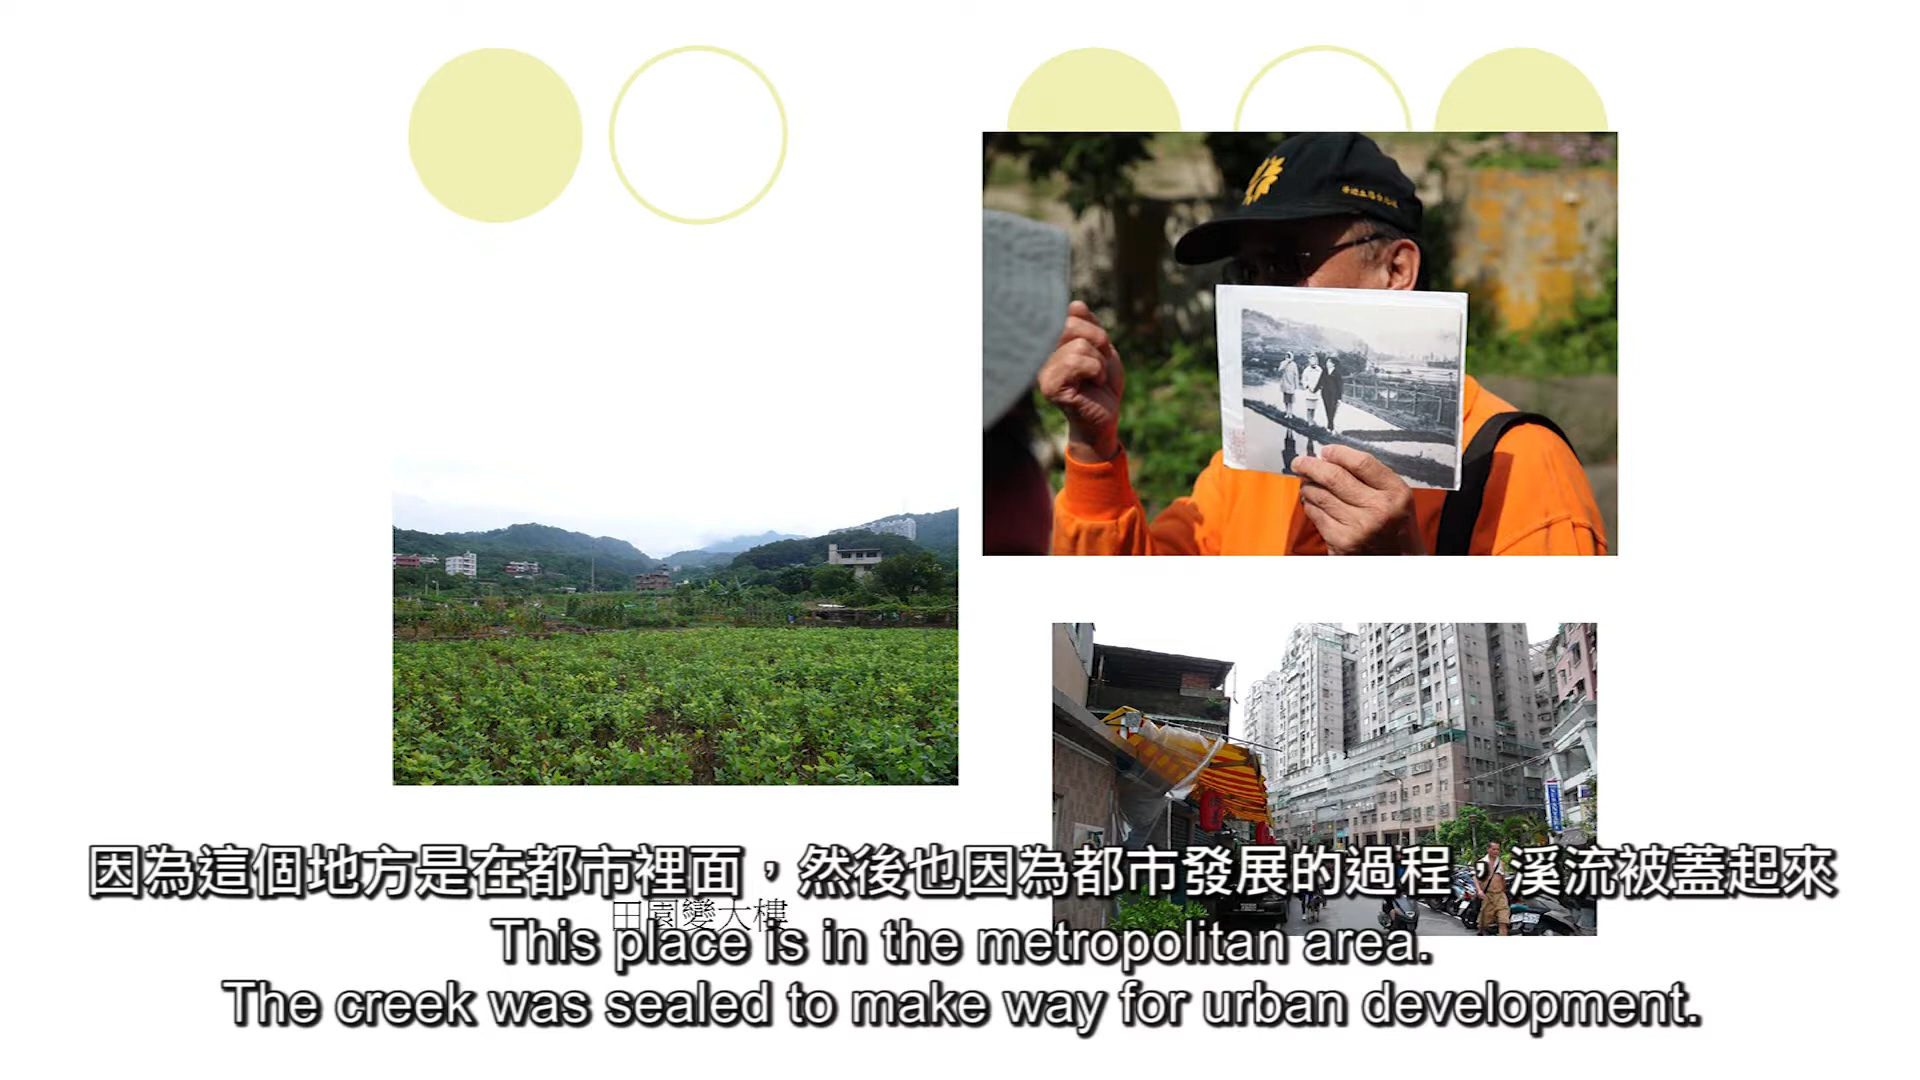 因為這個地方是在都市裡面，然後也因為都市發展的過程，溪流被蓋起來
田園變大樓
This place is in the metropolitan area.
The creek was sealed to make way for urban development.